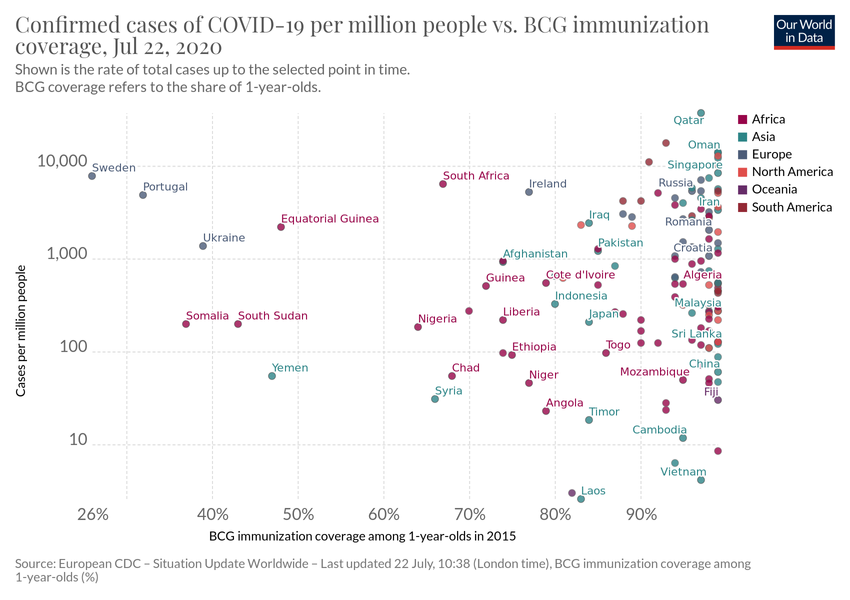 Confirmed cases of COVID-19 per million people vs. BCG immunization
coverage, Jul 22, 2020
Our World
in Data
Shown is the rate of total cases up to the selected point in time.
BCG coverage refers to the share of 1-year-olds.
Qatar
Africa
Asia
Europe
North America
Oceania
South America
Oman
10,000
Sweden
Singapore
Portugal
South Africa
Ireland
Russia
Iran
Equatorial Guinea
Iraq
Romania
Ukraine
Pakistan
Croatia
1,000
Afghanistan
Guinea
Cote d'Ivoire
Algeria
Indonesia
Malaysia
Somalia
South Sudan
Nigeria
Liberia
Japan
Sri Lanka
100
Ethiopia
Togo
Yemen
Chad
Niger
Mozambique
China
Syria
Fiji
Angola
Timor
10
Cambodia
Vietnam
Laos
Cases per million people
26%
40%
50%
60%
70%
80%
90%
BCG immunization coverage among 1-year-olds in 2015
Source: European CDC – Situation Update Worldwide – Last updated 22 July, 10:38 (London time), BCG immunization coverage among
1-year-olds (%)